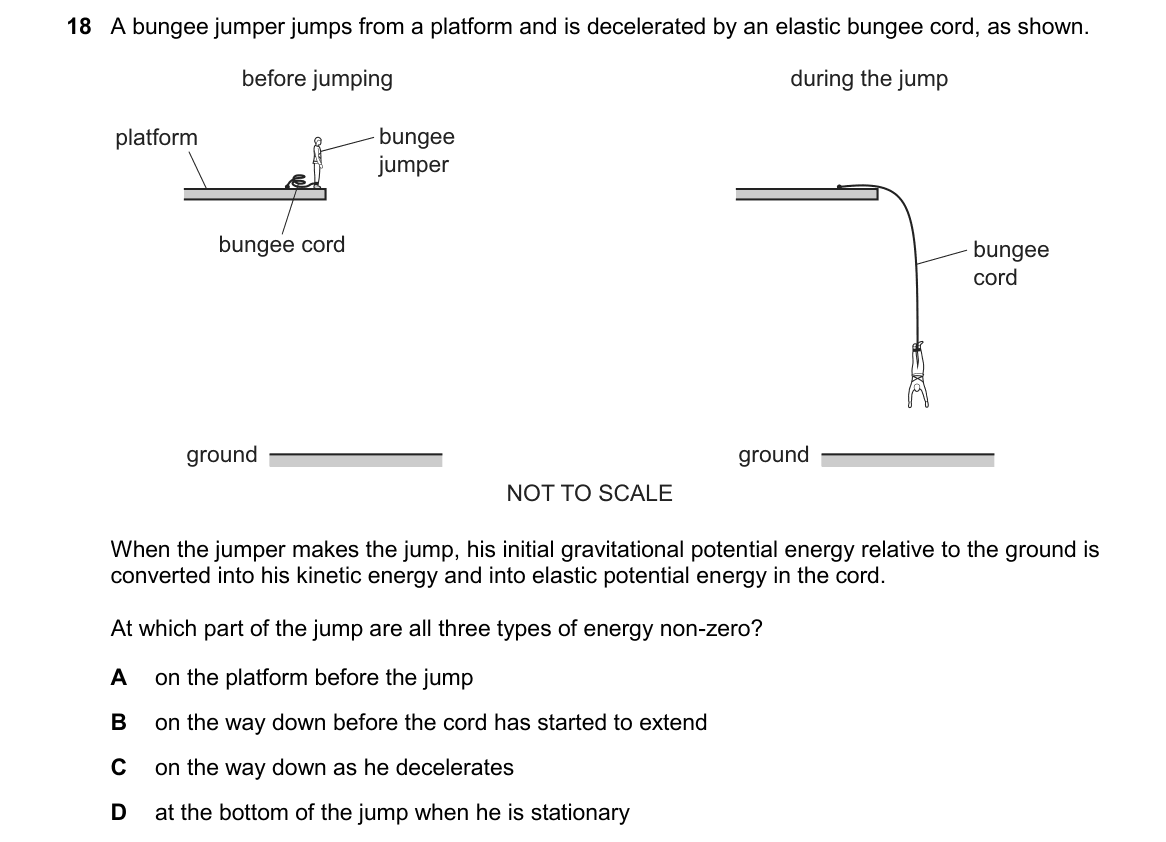 18 A bungee jumper jumps from a platform and is decelerated by an elastic bungee cord, as shown.
before jumping
during the jump
platform
bungee
jumper
bungee cord
bungee
cord
ground
ground
NOT TO SCALE
When the jumper makes the jump, his initial gravitational potential energy relative to the ground is
converted into his kinetic energy and into elastic potential energy in the cord.
At which part of the jump are all three types of energy non-zero?
A on the platform before the jump
B on the way down before the cord has started to extend
C on the way down as he decelerates
D at the bottom of the jump when he is stationary